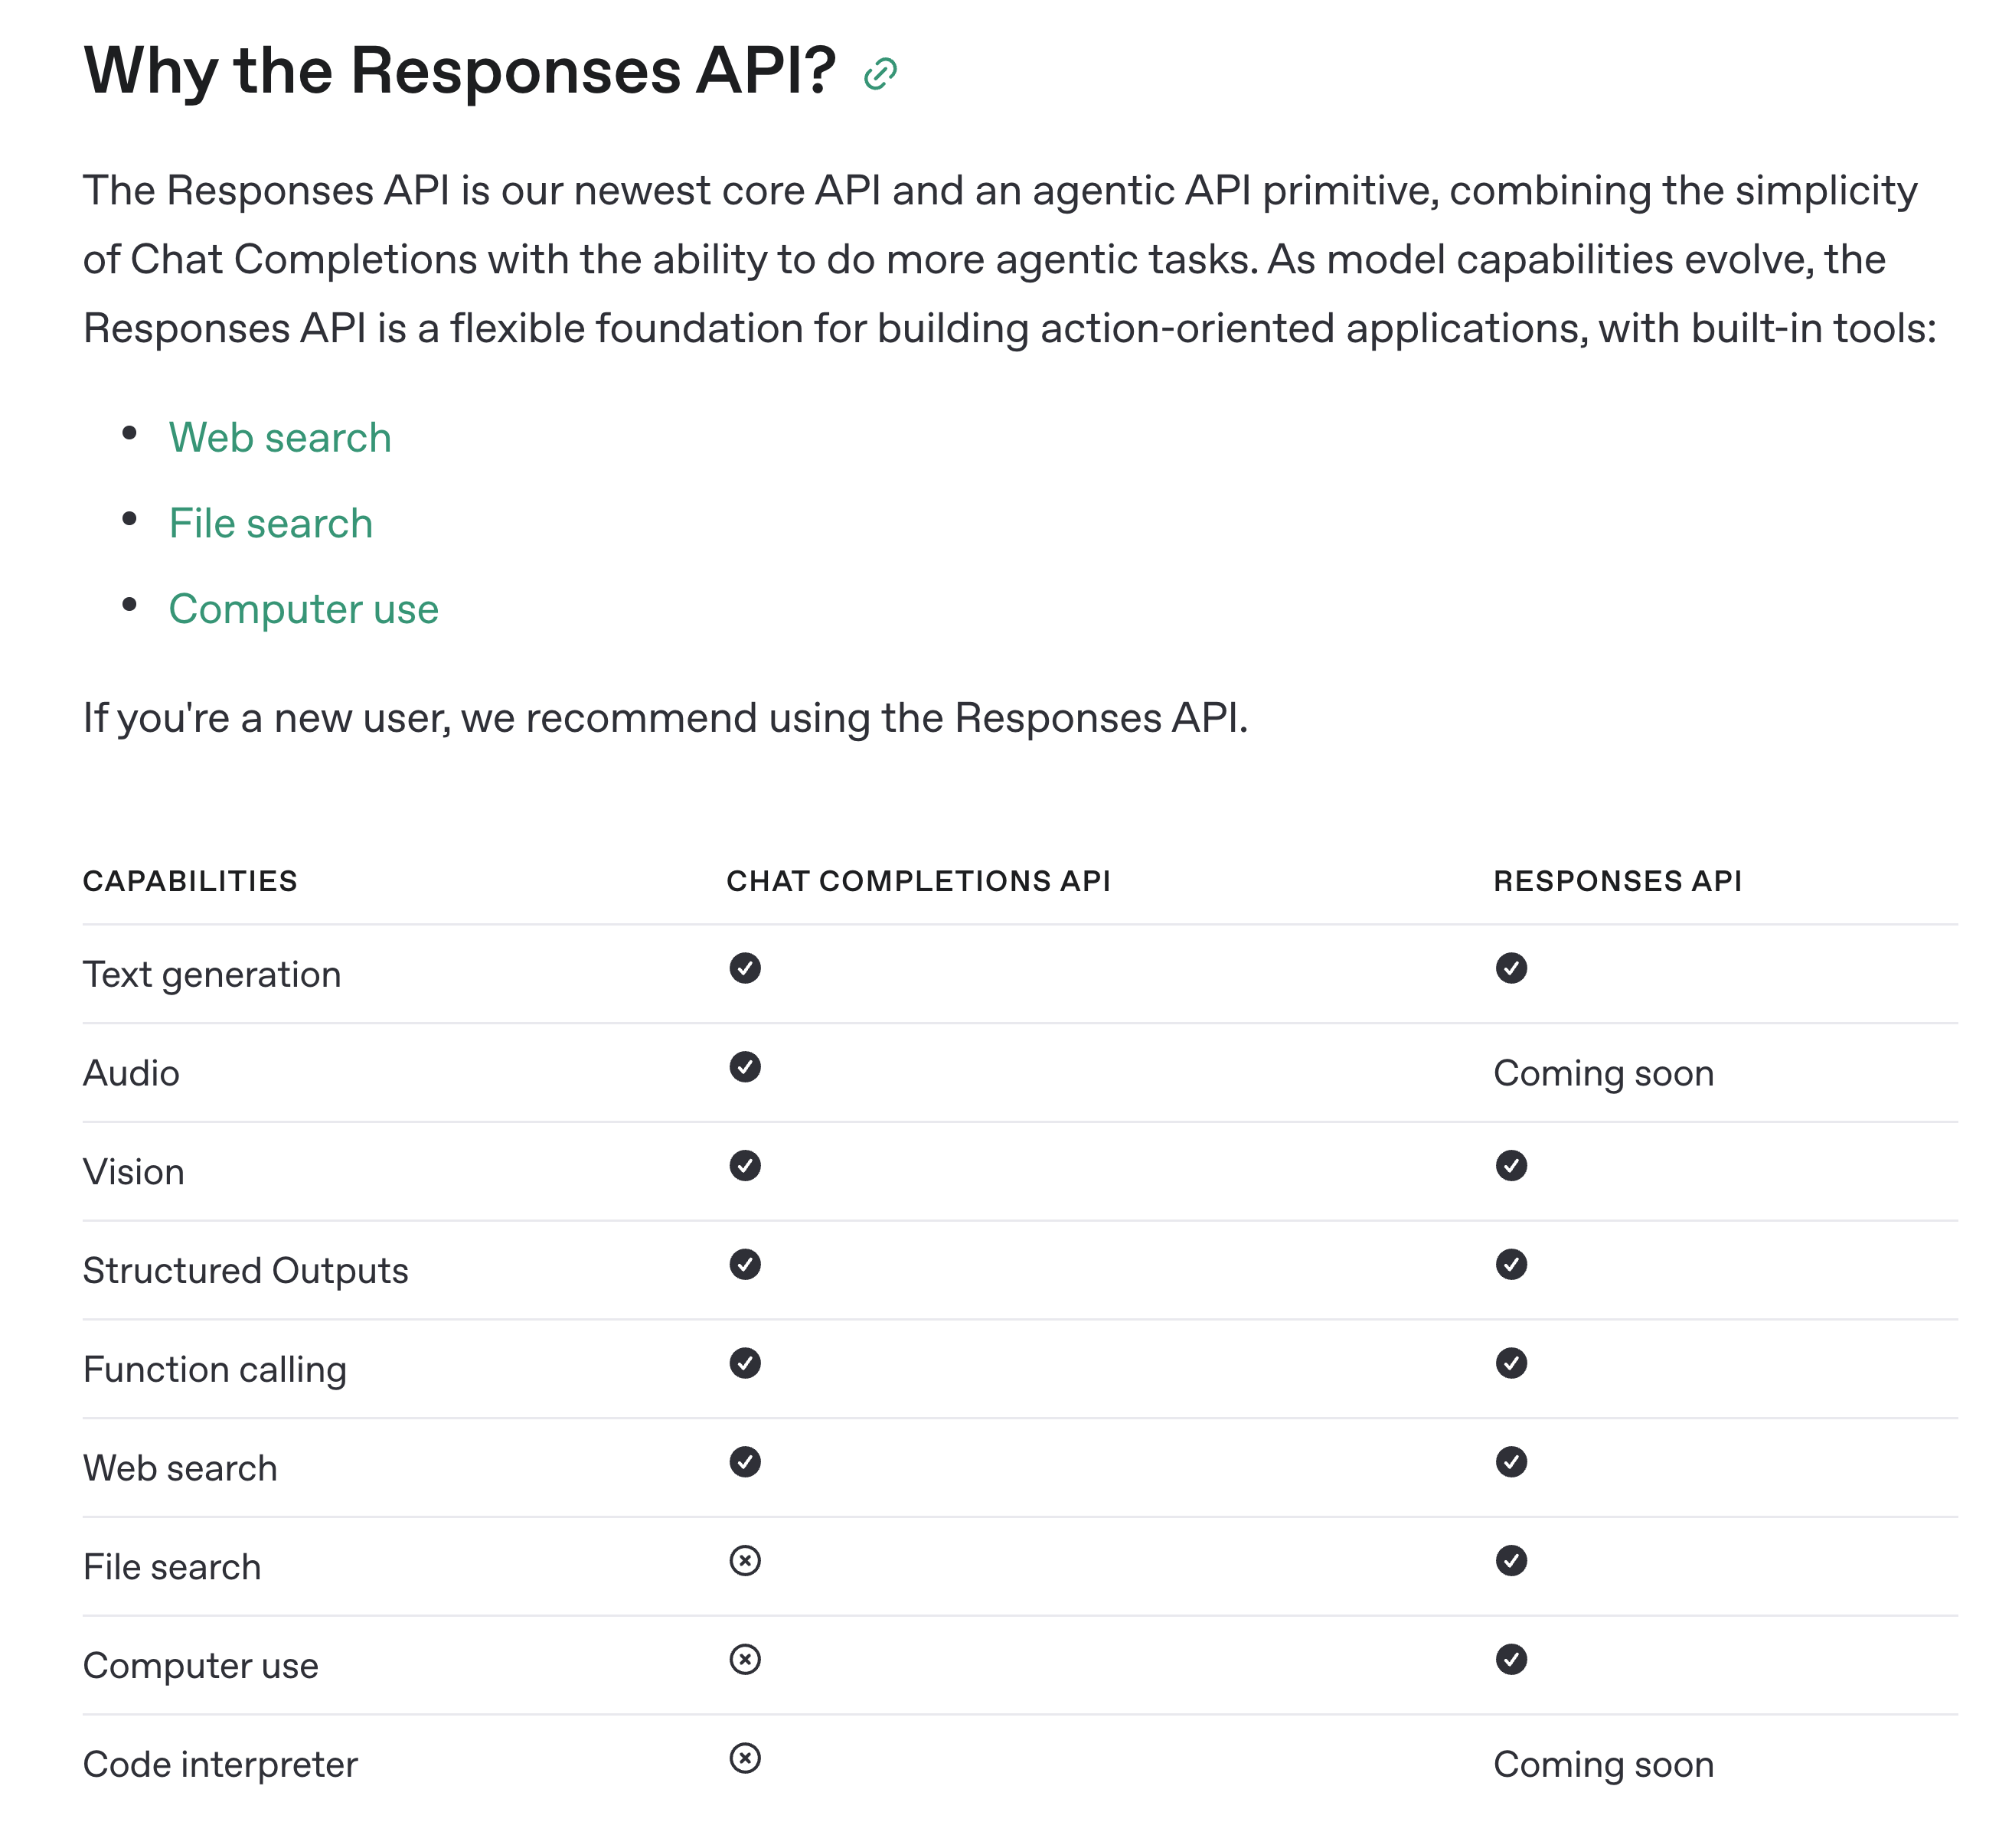 Why the Responses API?
The Responses API is our newest core API and an agentic API primitive, combining the simplicity
of Chat Completions with the ability to do more agentic tasks. As model capabilities evolve, the
Responses API is a flexible foundation for building action-oriented applications, with built-in tools:
Web search
File search
Computer use
If you're a new user, we recommend using the Responses API.
CAPABILITIES CHAT COMPLETIONS API RESPONSES API
Text generation
Audio Coming soon
Vision
Structured Outputs
Function calling
Web search
File search
Computer use
Code interpreter Coming soon